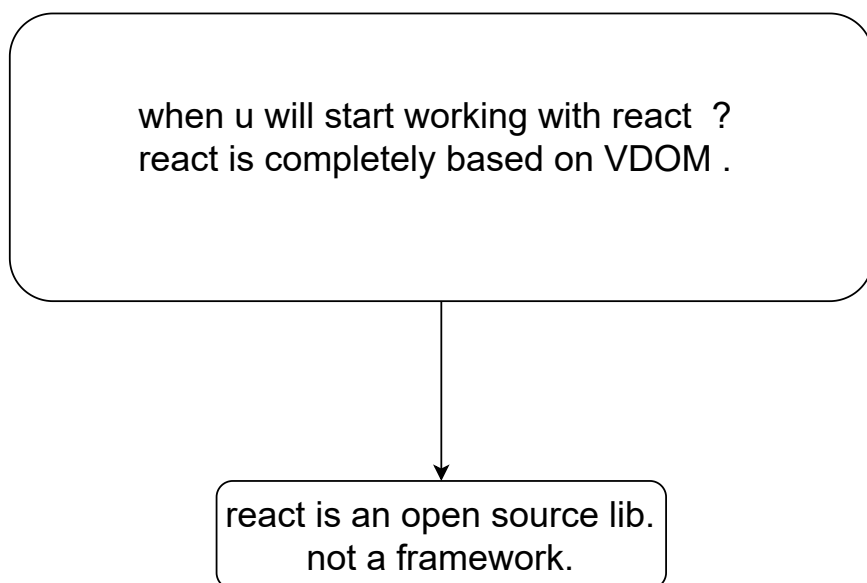 when u will start working with react  ?
react is completely based on VDOM .
react is an open source lib.
not a framework.